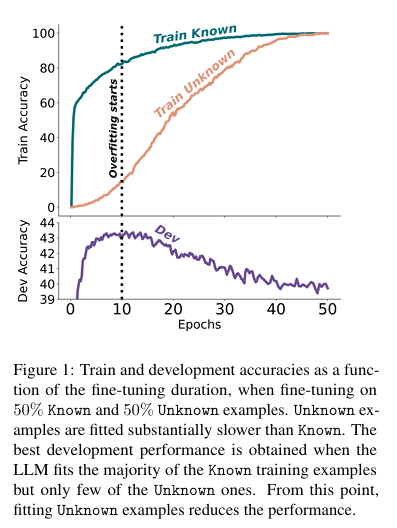 100
80
60
40
20
0
Train Accuracy
Train Known
Train Unknown
Overfitting starts
44
43
42
41
40
39
Dev Accuracy
Dev
0 10 20 30 40 50
Epochs
Figure 1: Train and development accuracies as a func-
tion of the fine-tuning duration, when fine-tuning on
50% Known and 50% Unknown examples. Unknown ex-
amples are fitted substantially slower than Known. The
best development performance is obtained when the
LLM fits the majority of the Known training examples
but only few of the Unknown ones. From this point,
fitting Unknown examples reduces the performance.